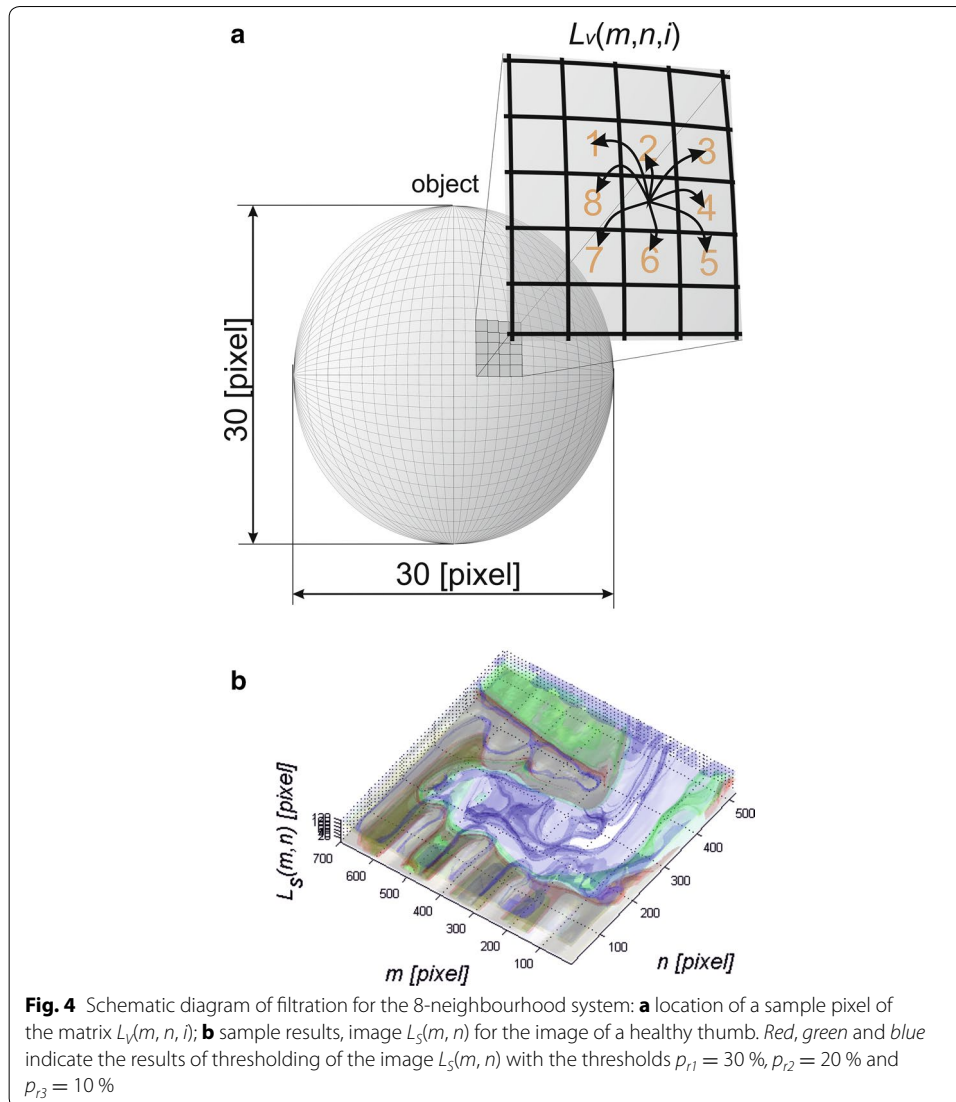 a
Lv(m,n,i)
1 2 3
8 4
7 6 5
object
30 [pixel]
30 [pixel]
b
LS(m, n) [pixel]
700
600
500
400
300
200
100
m [pixel]
100
200
300
400
500
n [pixel]
Fig. 4 Schematic diagram of filtration for the 8-neighbourhood system: a location of a sample pixel of
the matrix LV(m, n, i); b sample results, image LS(m, n) for the image of a healthy thumb. Red, green and blue
indicate the results of thresholding of the image LS(m, n) with the thresholds pr1 = 30 %, pr2 = 20 % and
pr3 = 10 %